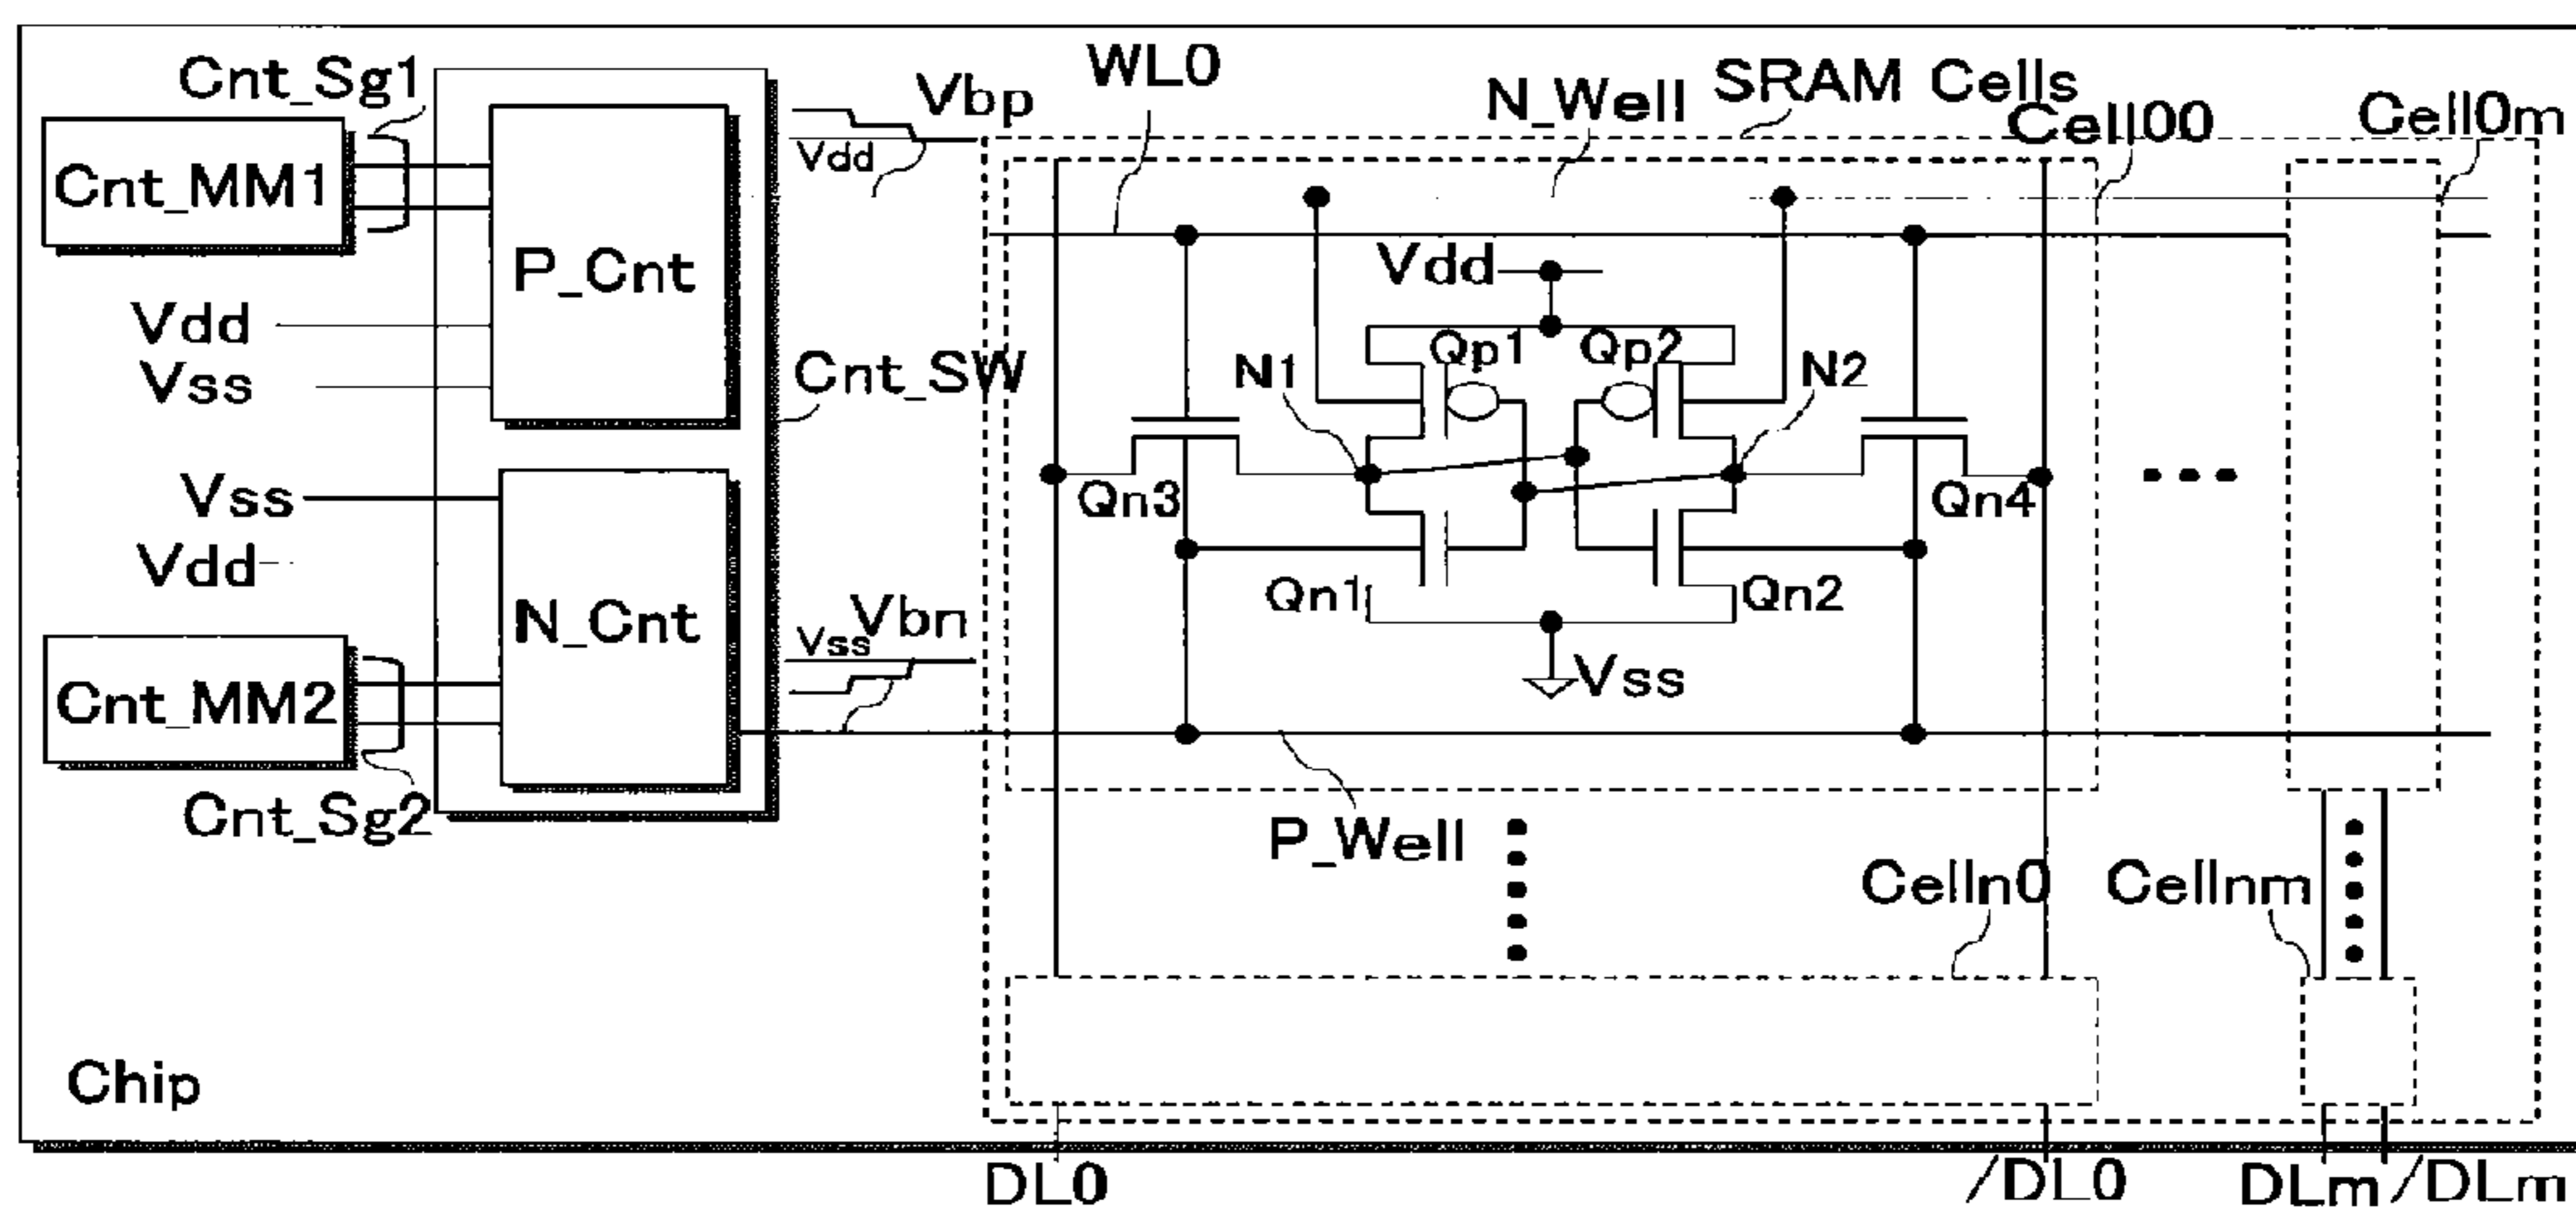 Cnt_Sg1
Cnt_MM1
P_Cnt
Vdd
Vss
Vss
Vdd
N_Cnt
Cnt_MM2
Cnt_Sg2
Cnt_SW
Vbp
Vdd
Vss
Vbn
WL0
N_Well
SRAM Cells
Cell00
Cell0m
Vdd
Qp1
Qp2
N1
N2
Qn3
Qn4
Qn1
Qn2
Vss
P_Well
Celln0
Cellnm
Chip
DL0
/DL0
DLm
/DLm